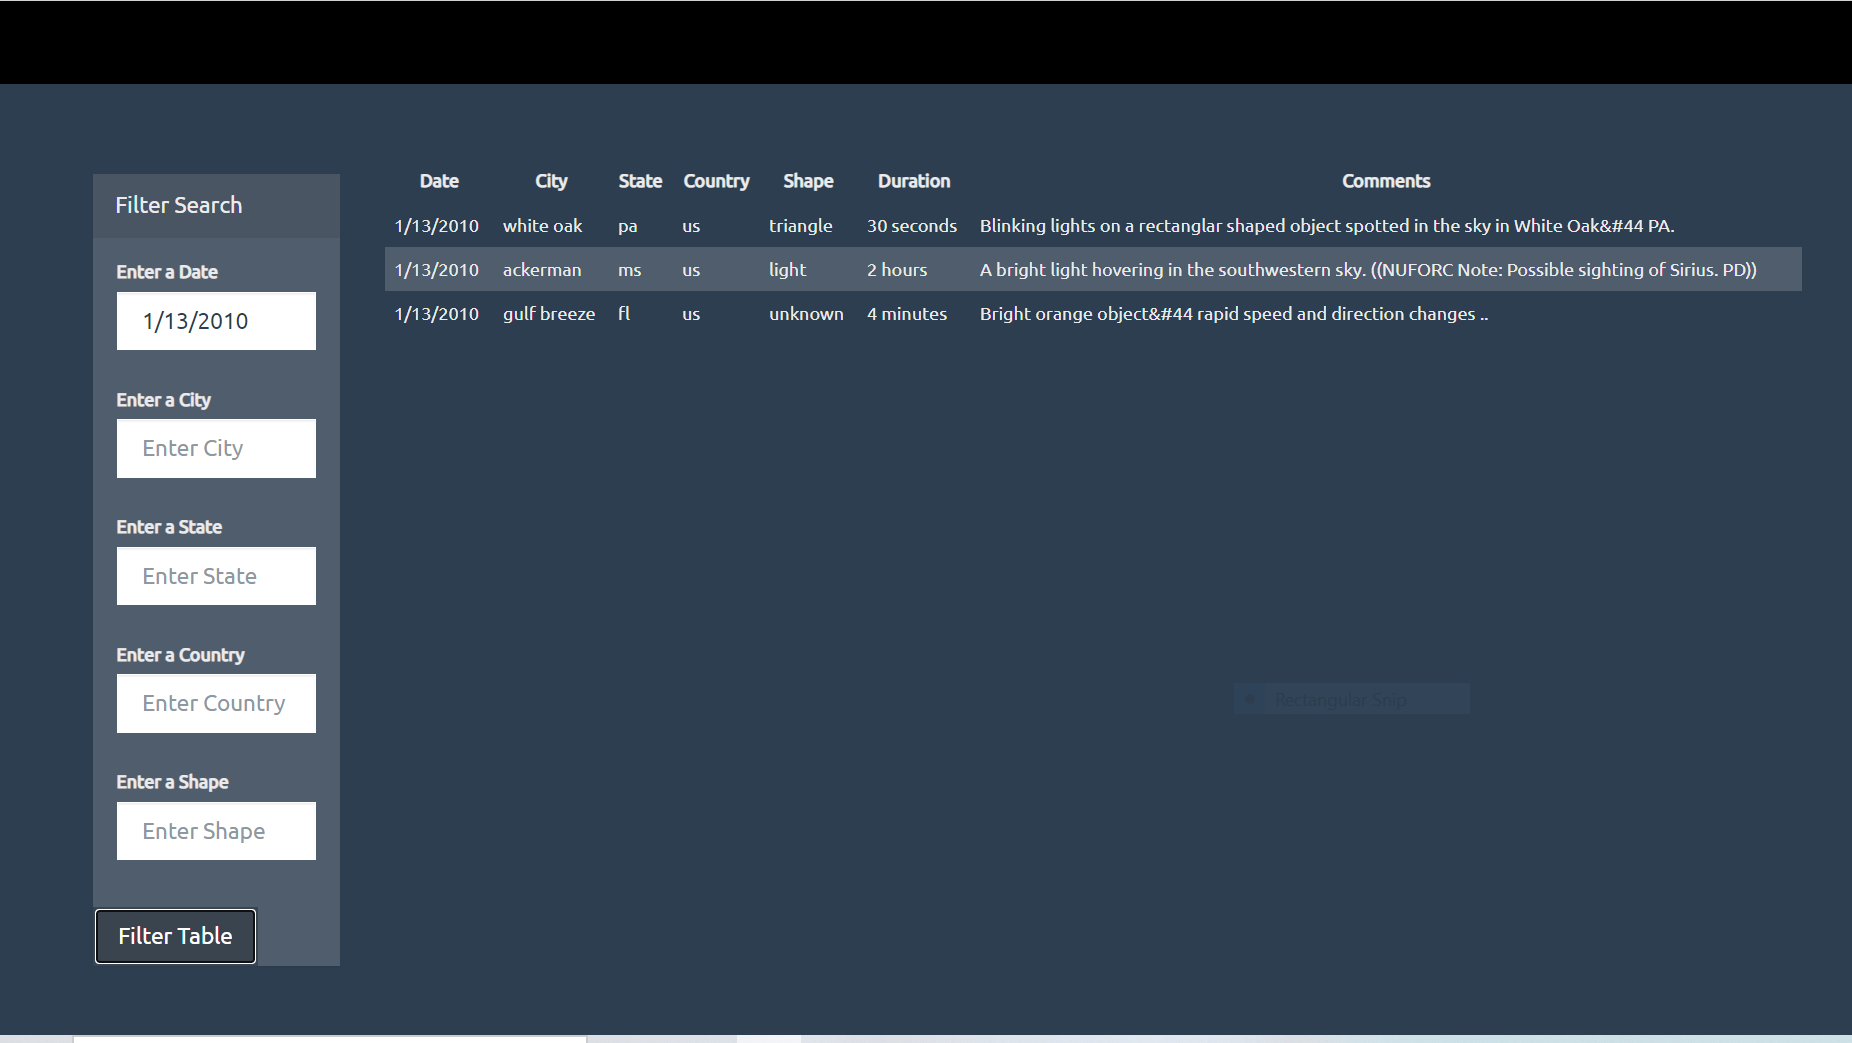 Filter Search
Enter a Date
1/13/2010
Enter a City
Enter City
Enter a State
Enter State
Enter a Country
Enter Country
Enter a Shape
Enter Shape
Filter Table
Date City State Country Shape Duration Comments
1/13/2010 white oak pa us triangle 30 seconds Blinking lights on a rectanglar shaped object spotted in the sky in White Oak&#44 PA.
1/13/2010 ackerman ms us light 2 hours A bright light hovering in the southwestern sky. ((NUFORC Note: Possible sighting of Sirius. PD))
1/13/2010 gulf breeze fl us unknown 4 minutes Bright orange object&#44 rapid speed and direction changes ..
Rectangular Snip